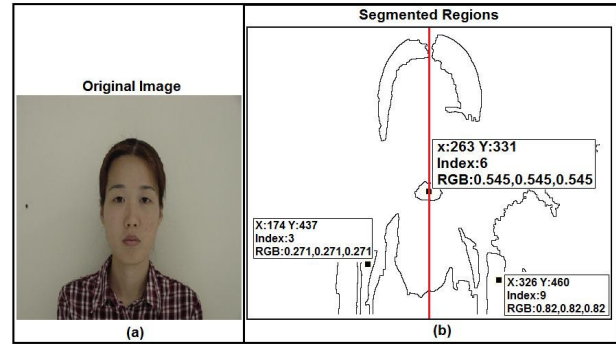 Segmented Regions
Original Image
x:263 Y:331
Index:6
RGB:0.545,0.545,0.545
X:174 Y:437
Index:3
RGB:0.271,0.271,0.271
X:326 Y:460
Index:9
RGB:0.82,0.82,0.82
(a)
(b)